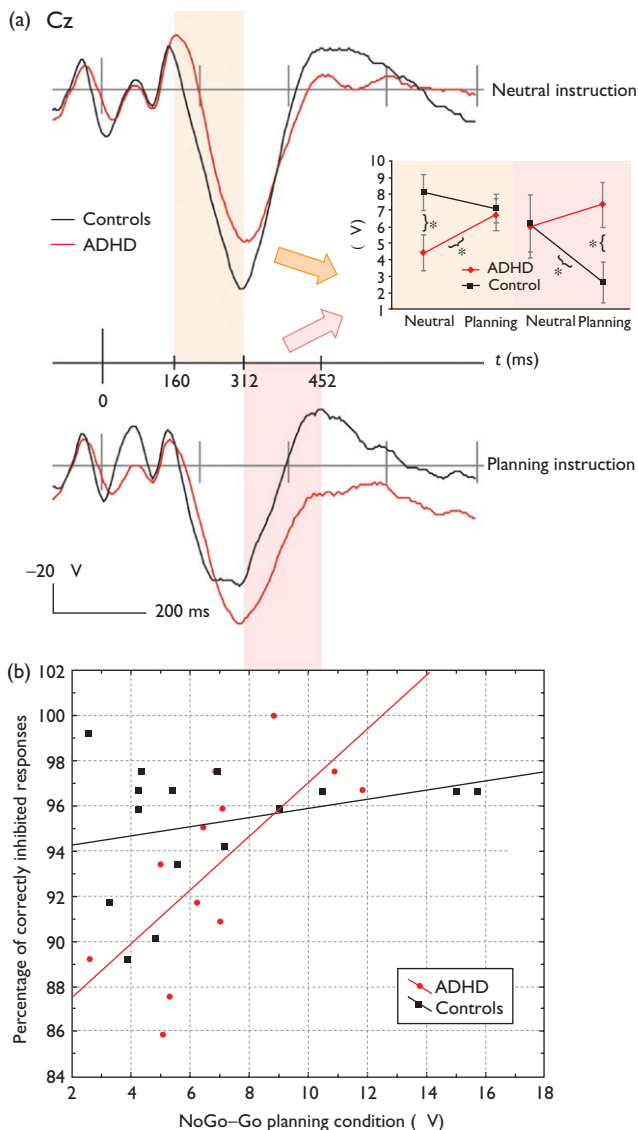 (a) Cz
Neutral instruction
Controls
ADHD
10
9
8
7
6
5
4
3
2
1
( V)
*
*
*
*
ADHD
Control
Neutral Planning Neutral Planning
t (ms)
160 312 452
0
Planning instruction
–20 V
200 ms
(b)
102
100
98
96
94
92
90
88
86
84
Percentage of correctly inhibited responses
ADHD
Controls
2 4 6 8 10 12 14 16 18
NoGo–Go planning condition ( V)